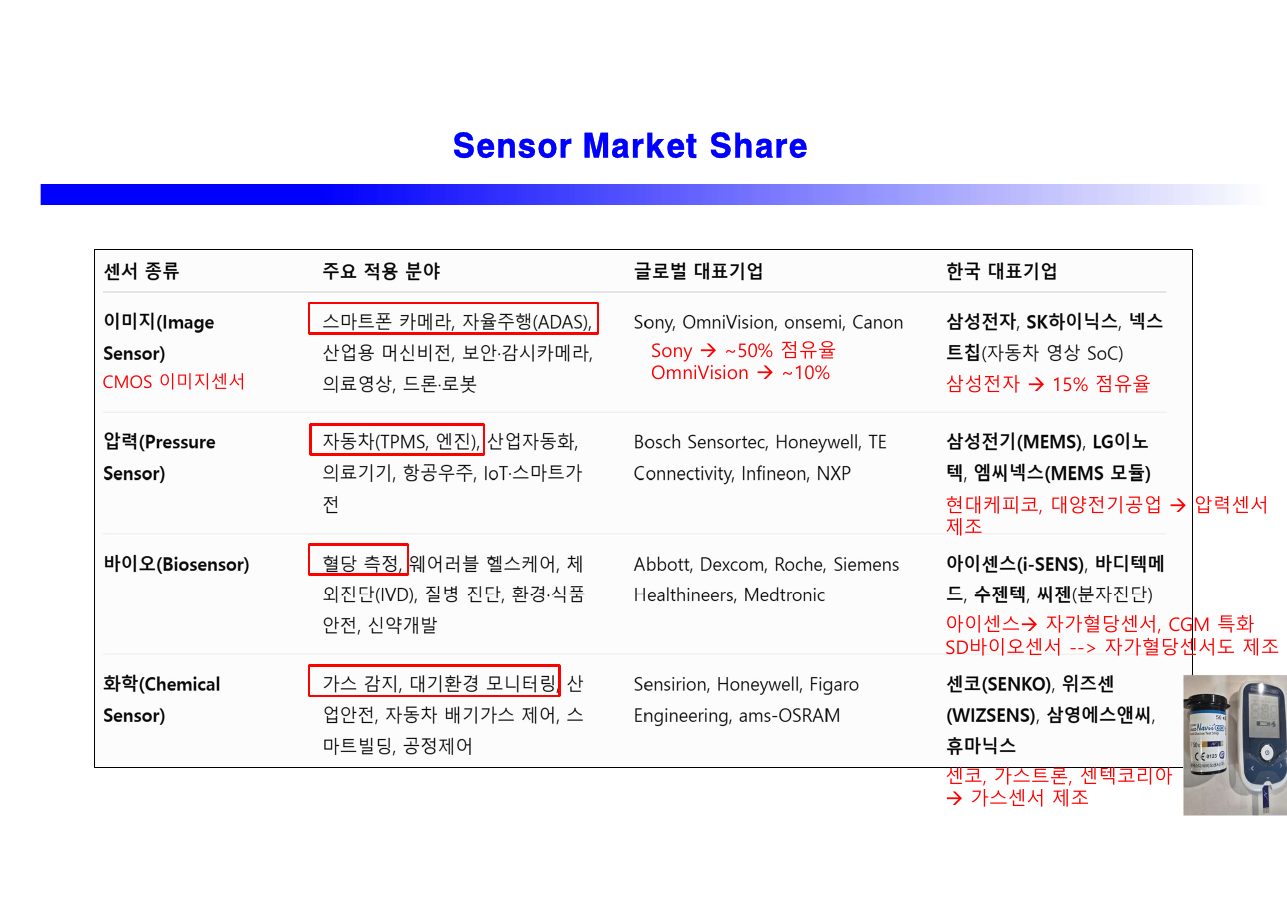 Sensor Market Share
센서 종류 주요 적용 분야 글로벌 대표기업 한국 대표기업
이미지(Image
Sensor)
CMOS 이미지센서
스마트폰 카메라, 자율주행(ADAS),
산업용 머신비전, 보안·감시카메라,
의료영상, 드론·로봇
Sony, OmniVision, onsemi, Canon
Sony → ~50% 점유율
OmniVision → ~10%
삼성전자, SK하이닉스, 넥스
트칩(자동차 영상 SoC)
삼성전자 → 15% 점유율
압력(Pressure
Sensor)
자동차(TPMS, 엔진), 산업자동화,
의료기기, 항공우주, IoT·스마트가
전
Bosch Sensortec, Honeywell, TE
Connectivity, Infineon, NXP
삼성전기(MEMS), LG이노
텍, 엠씨넥스(MEMS 모듈)
현대케피코, 대양전기공업 → 압력센서
제조
바이오(Biosensor)
혈당 측정, 웨어러블 헬스케어, 체
외진단(IVD), 질병 진단, 환경·식품
안전, 신약개발
Abbott, Dexcom, Roche, Siemens
Healthineers, Medtronic
아이센스(i-SENS), 바디텍메
드, 수젠텍, 씨젠(분자진단)
아이센스→ 자가혈당센서, CGM 특화
SD바이오센서 --> 자가혈당센서도 제조
화학(Chemical
Sensor)
가스 감지, 대기환경 모니터링, 산
업안전, 자동차 배기가스 제어, 스
마트빌딩, 공정제어
Sensirion, Honeywell, Figaro
Engineering, ams-OSRAM
센코(SENKO), 위즈센
(WIZSENS), 삼영에스앤씨,
휴마닉스
센코, 가스트론, 센텍코리아
→ 가스센서 제조